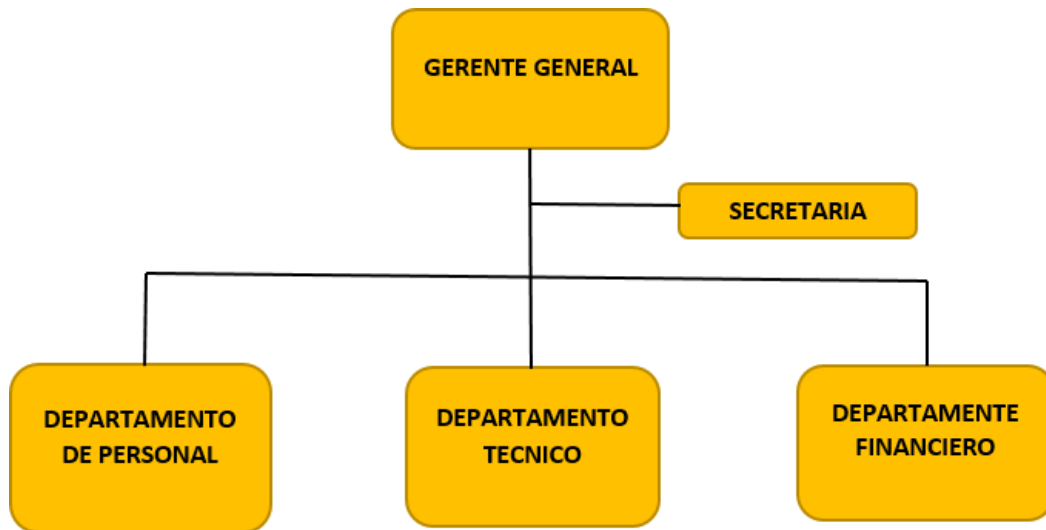 GERENTE GENERAL
SECRETARIA
DEPARTAMENTO
DE PERSONAL
DEPARTAMENTO
TECNICO
DEPARTAMENTE
FINANCIERO